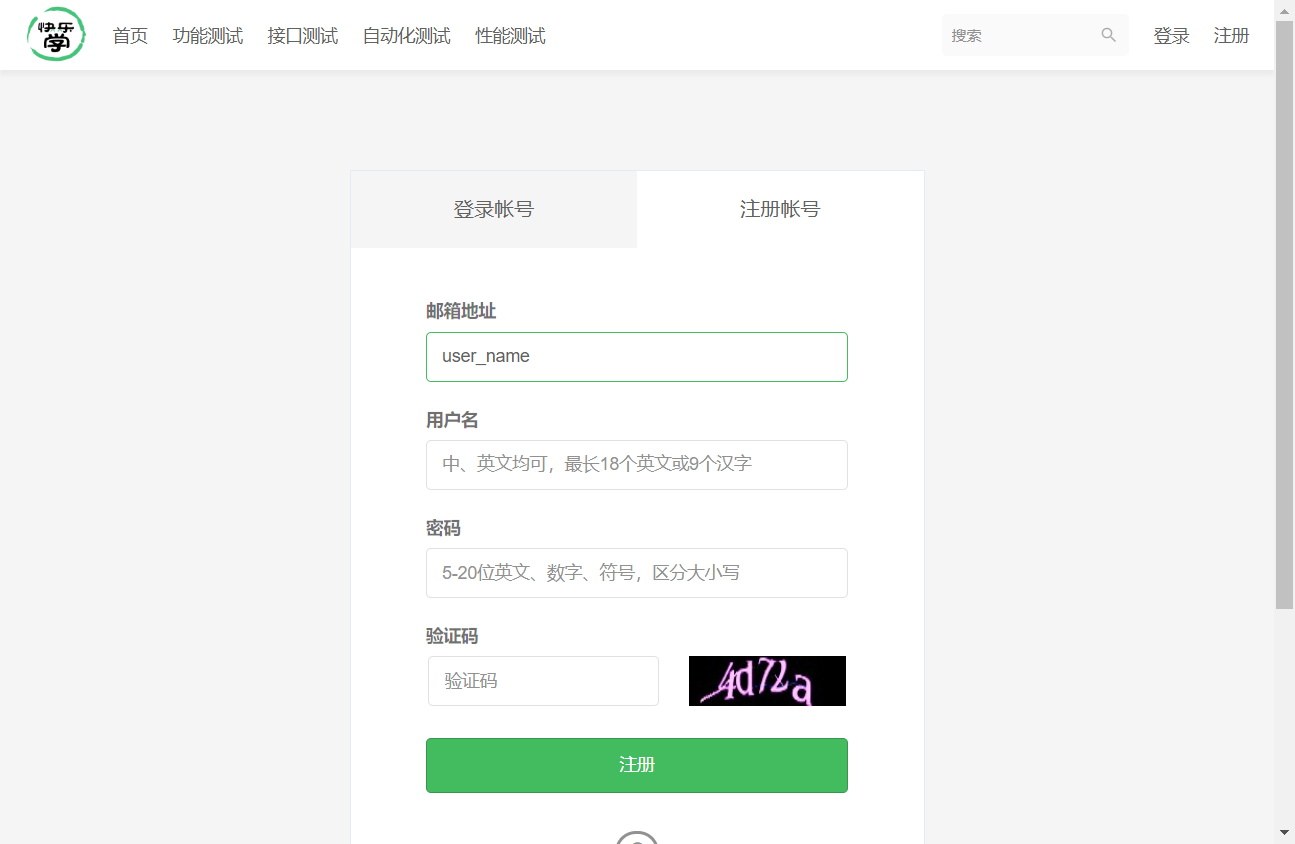 快乐
学
首页 功能测试 接口测试 自动化测试 性能测试 搜索 登录 注册
登录帐号 注册帐号
邮箱地址
user_name
用户名
中、英文均可，最长18个英文或9个汉字
密码
5-20位英文、数字、符号，区分大小写
验证码
验证码 4d72a
注册